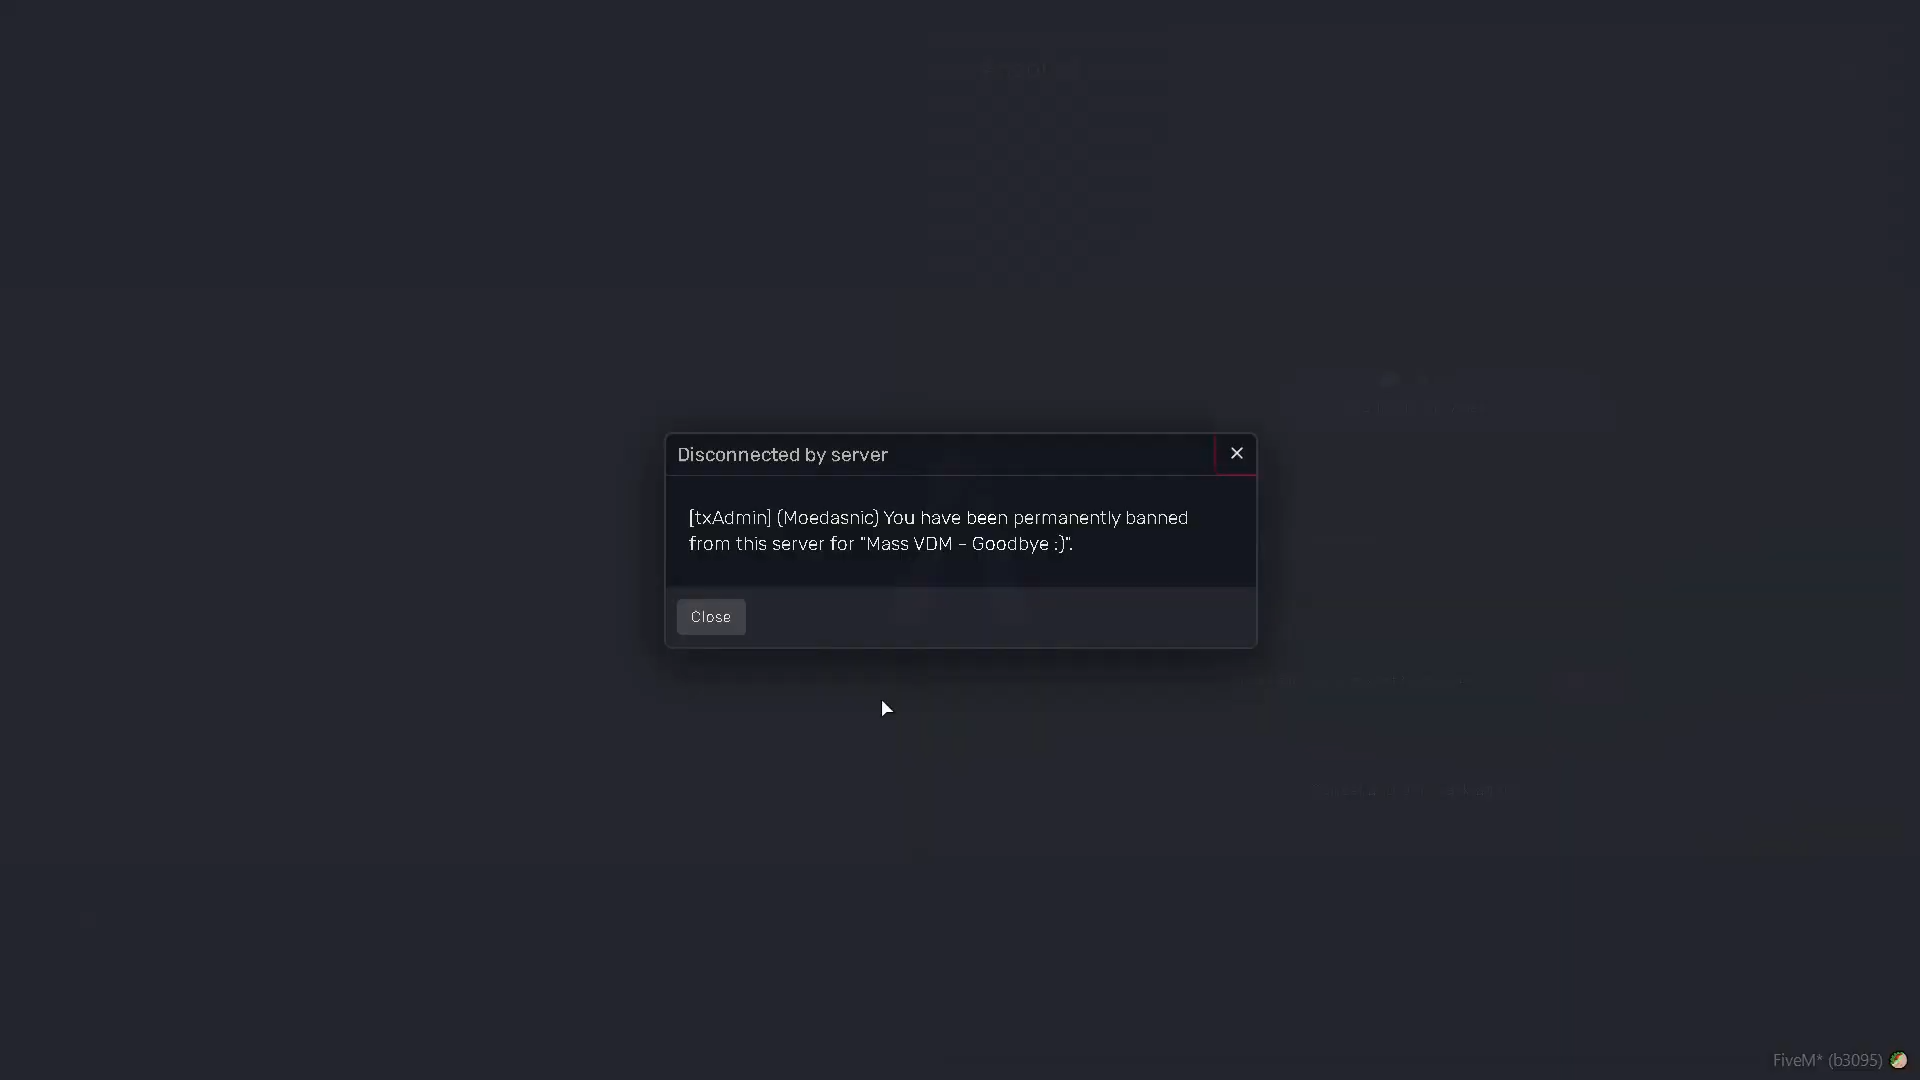 Disconnected by server
[txAdmin] (Moedasnic) You have been permanently banned
from this server for "Mass VDM - Goodbye :)".
Close
FiveM* (b3095)